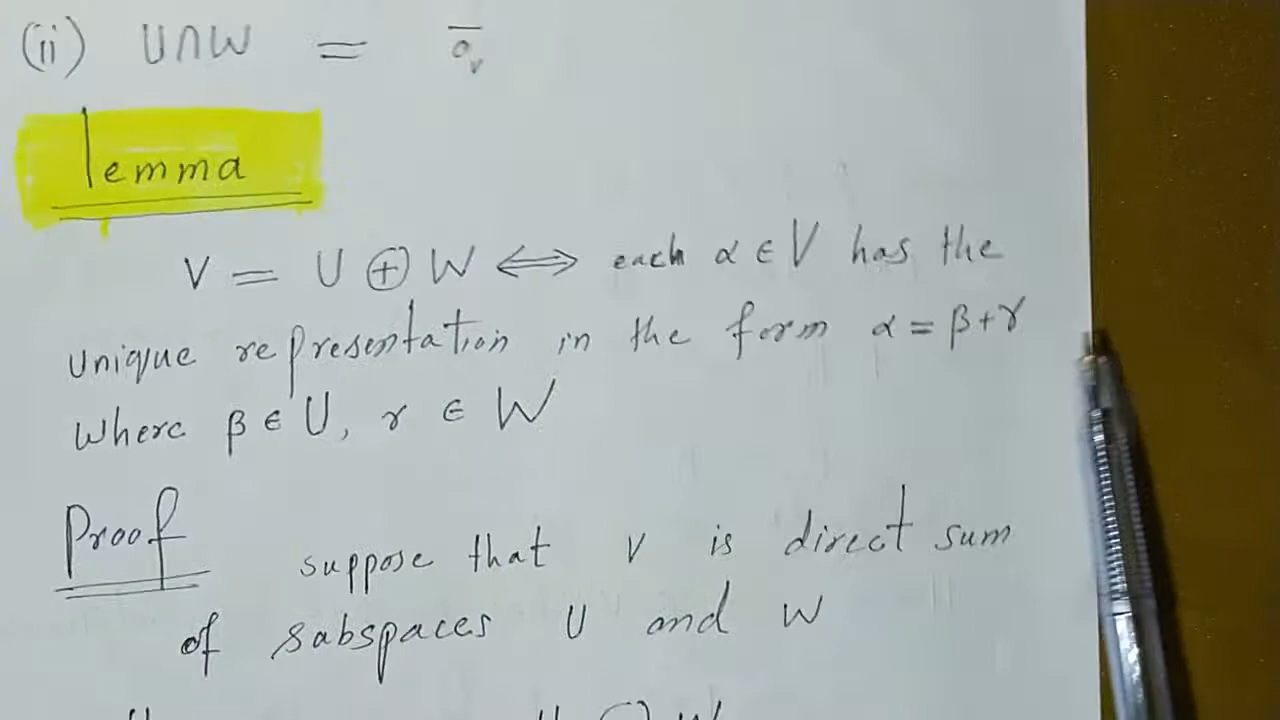 (ii) U∩W = 0̅ᵥ
lemma
V = U ⊕ W ⟺ each α ∈ V has the
unique representation in the form α = β+γ
where β ∈ U, γ ∈ W
Proof suppose that V is direct sum
of subspaces U and W